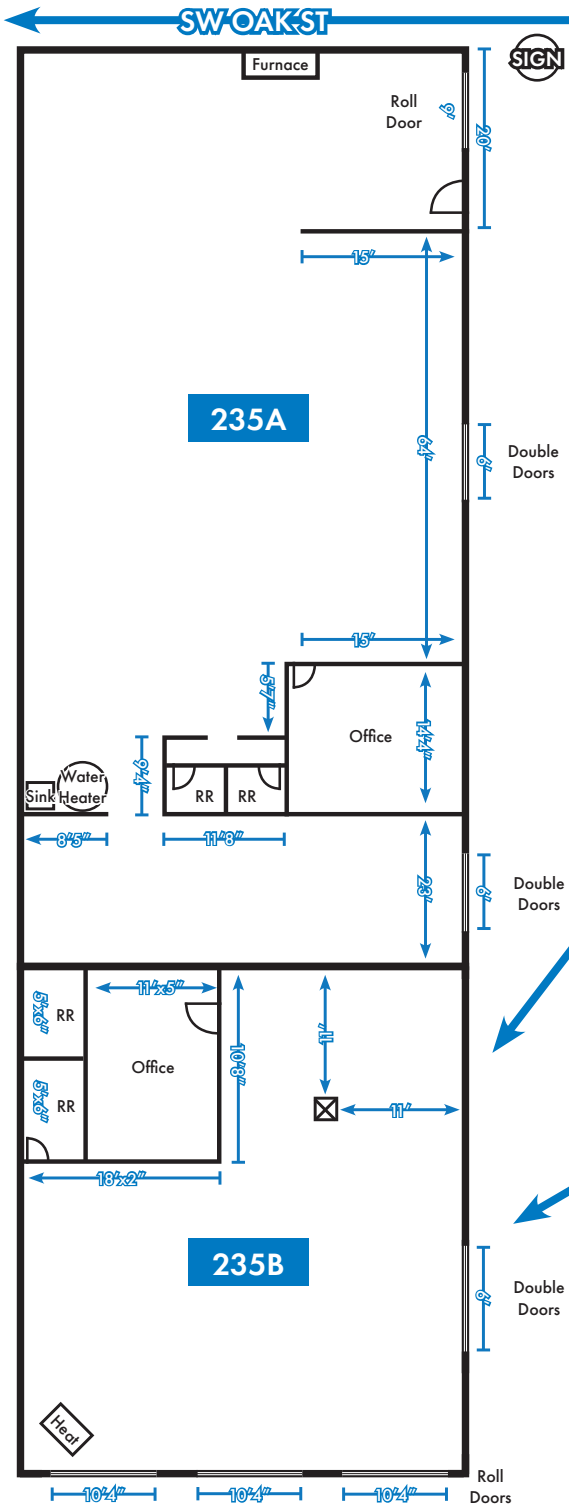 SW OAK ST
SIGN
Furnace
Roll
Door
9'
20'
15'
64'
235A
6'
Double
Doors
15'
5'7"
Office
14'4"
9'4"
Water
Heater
Sink
RR
RR
8'5"
11'8"
23'
6'
Double
Doors
11'x5"
5'x6"
RR
Office
10'8"
11'
5'x6"
RR
11'
18'x2"
235B
9'
Double
Doors
Heat
10'4"
10'4"
10'4"
Roll
Doors